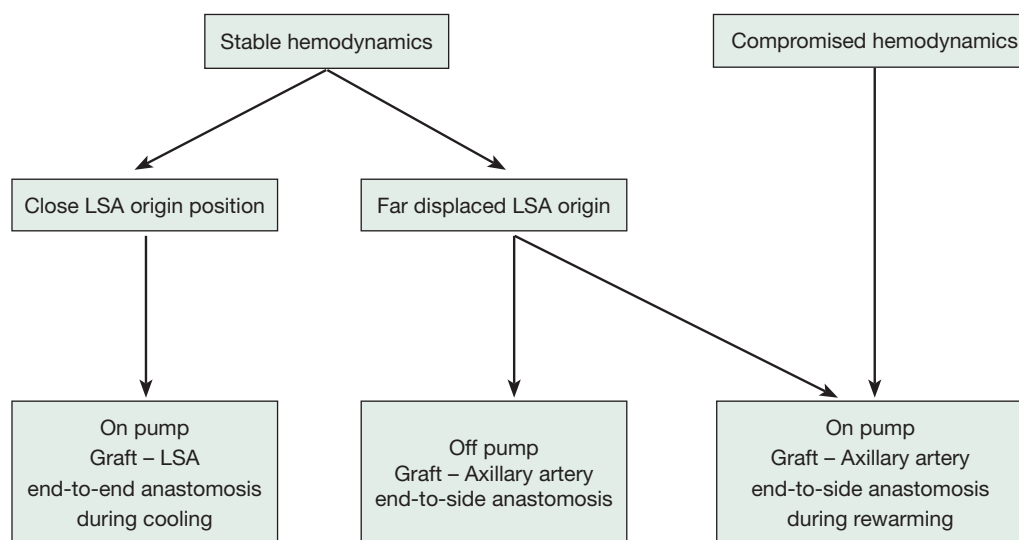 Stable hemodynamics
Compromised hemodynamics
Close LSA origin position
Far displaced LSA origin
On pump
Graft – LSA
end-to-end anastomosis
during cooling
Off pump
Graft – Axillary artery
end-to-side anastomosis
On pump
Graft – Axillary artery
end-to-side anastomosis
during rewarming